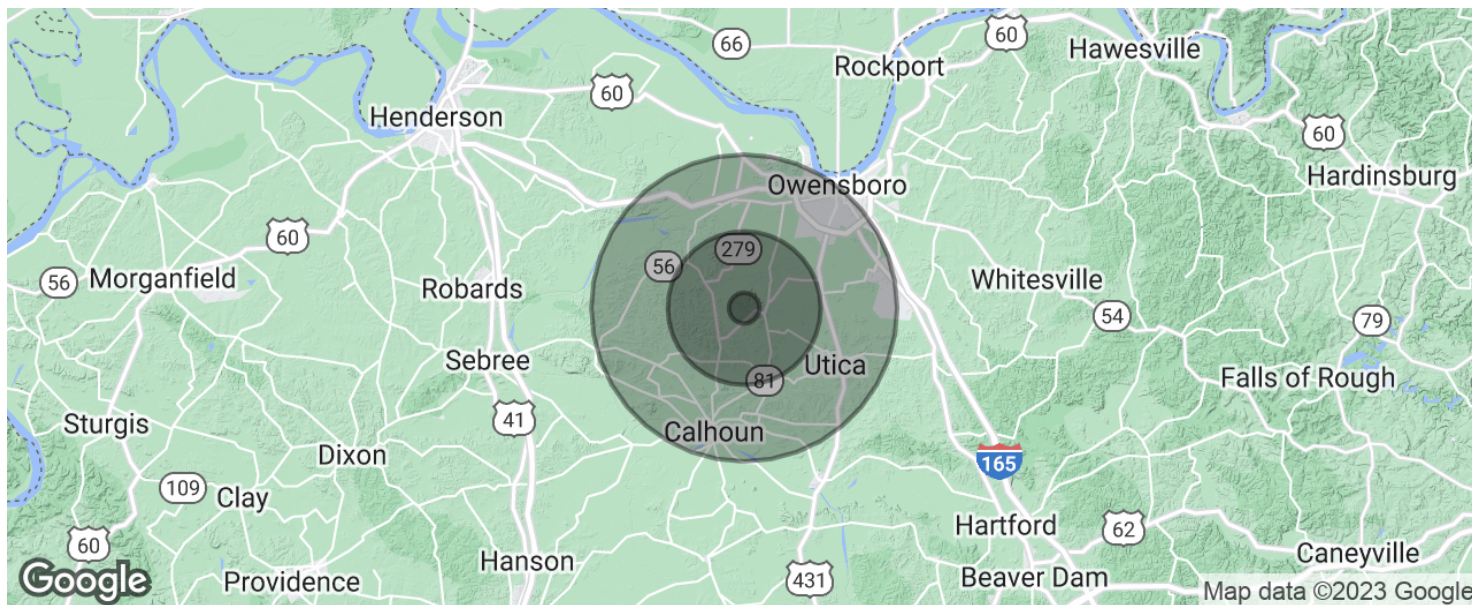 66
60
Hawesville
Rockport
60
Henderson
60
Hardinsburg
Owensboro
279
60
56
56
Morganfield
Robards
Whitesville
54
79
Sebree
Utica
81
Falls of Rough
41
Sturgis
Calhoun
Dixon
165
109
Clay
Hartford
62
60
Hanson
Caneyville
Google
Providence
431
Beaver Dam
Map data ©2023 Google